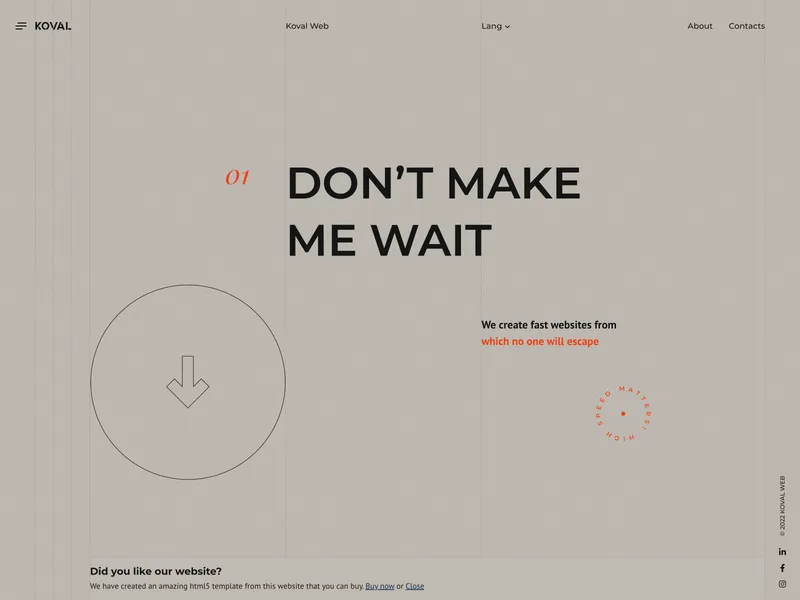 KOVAL
Koval Web
Lang
About
Contacts
01
DON’T MAKE
ME WAIT
We create fast websites from
which no one will escape
HIGH SPEED MATTERS!
© 2022 KOVAL WEB
Did you like our website?
We have created an amazing html5 template from this website that you can buy. Buy now or Close